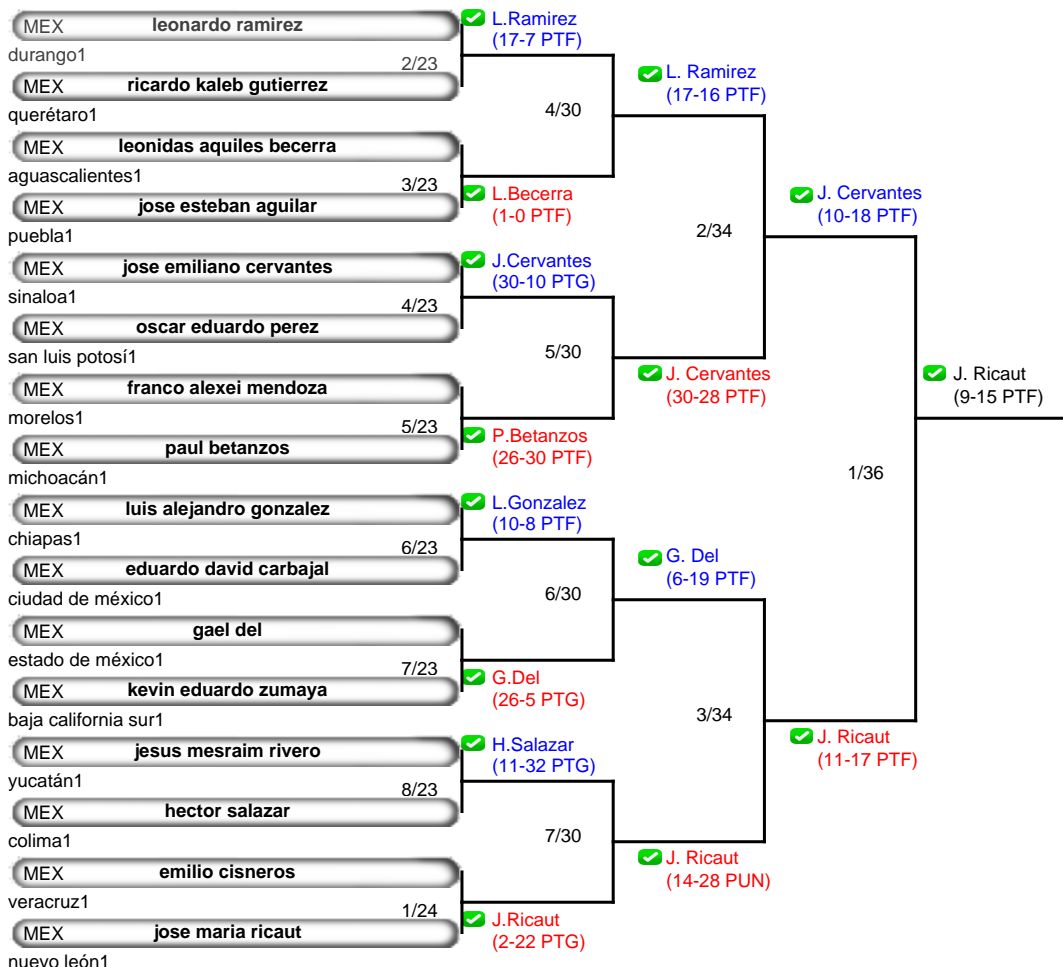 MEX leonardo ramirez
durango1
MEX ricardo kaleb gutierrez
querétaro1
MEX leonidas aquiles becerra
aguascalientes1
MEX jose esteban aguilar
puebla1
MEX jose emiliano cervantes
sinaloa1
MEX oscar eduardo perez
san luis potosí1
MEX franco alexei mendoza
morelos1
MEX paul betanzos
michoacán1
MEX luis alejandro gonzalez
chiapas1
MEX eduardo david carbajal
ciudad de méxico1
MEX gael del
estado de méxico1
MEX kevin eduardo zumaya
baja california sur1
MEX jesus mesraim rivero
yucatán1
MEX hector salazar
colima1
MEX emilio cisneros
veracruz1
MEX jose maria ricaut
nuevo león1
2/23
3/23
4/23
5/23
6/23
7/23
8/23
1/24
L.Ramirez
(17-7 PTF)
L.Becerra
(1-0 PTF)
J.Cervantes
(30-10 PTG)
P.Betanzos
(26-30 PTF)
L.Gonzalez
(10-8 PTF)
G.Del
(26-5 PTG)
H.Salazar
(11-32 PTG)
J.Ricaut
(2-22 PTG)
4/30
5/30
6/30
7/30
L. Ramirez
(17-16 PTF)
J. Cervantes
(30-28 PTF)
G. Del
(6-19 PTF)
J. Ricaut
(14-28 PUN)
2/34
3/34
J. Cervantes
(10-18 PTF)
J. Ricaut
(11-17 PTF)
1/36
J. Ricaut
(9-15 PTF)